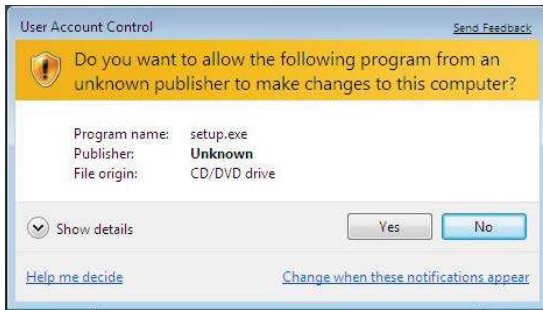 User Account Control
Send Feedback
Do you want to allow the following program from an
unknown publisher to make changes to this computer?
Program name: setup.exe
Publisher: Unknown
File origin: CD/DVD drive
Show details
Yes
No
Help me decide
Change when these notifications appear